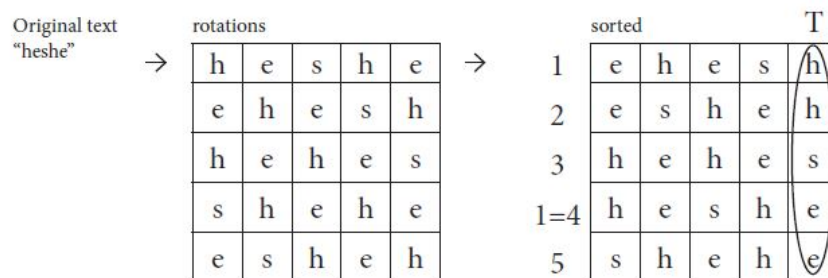 Original text
"heshe"
→
rotations
h e s h e
e h e s h
h e h e s
s h e h e
e s h e h
→
sorted T
1 e h e s h
2 e s h e h
3 h e h e s
1=4 h e s h e
5 s h e h e